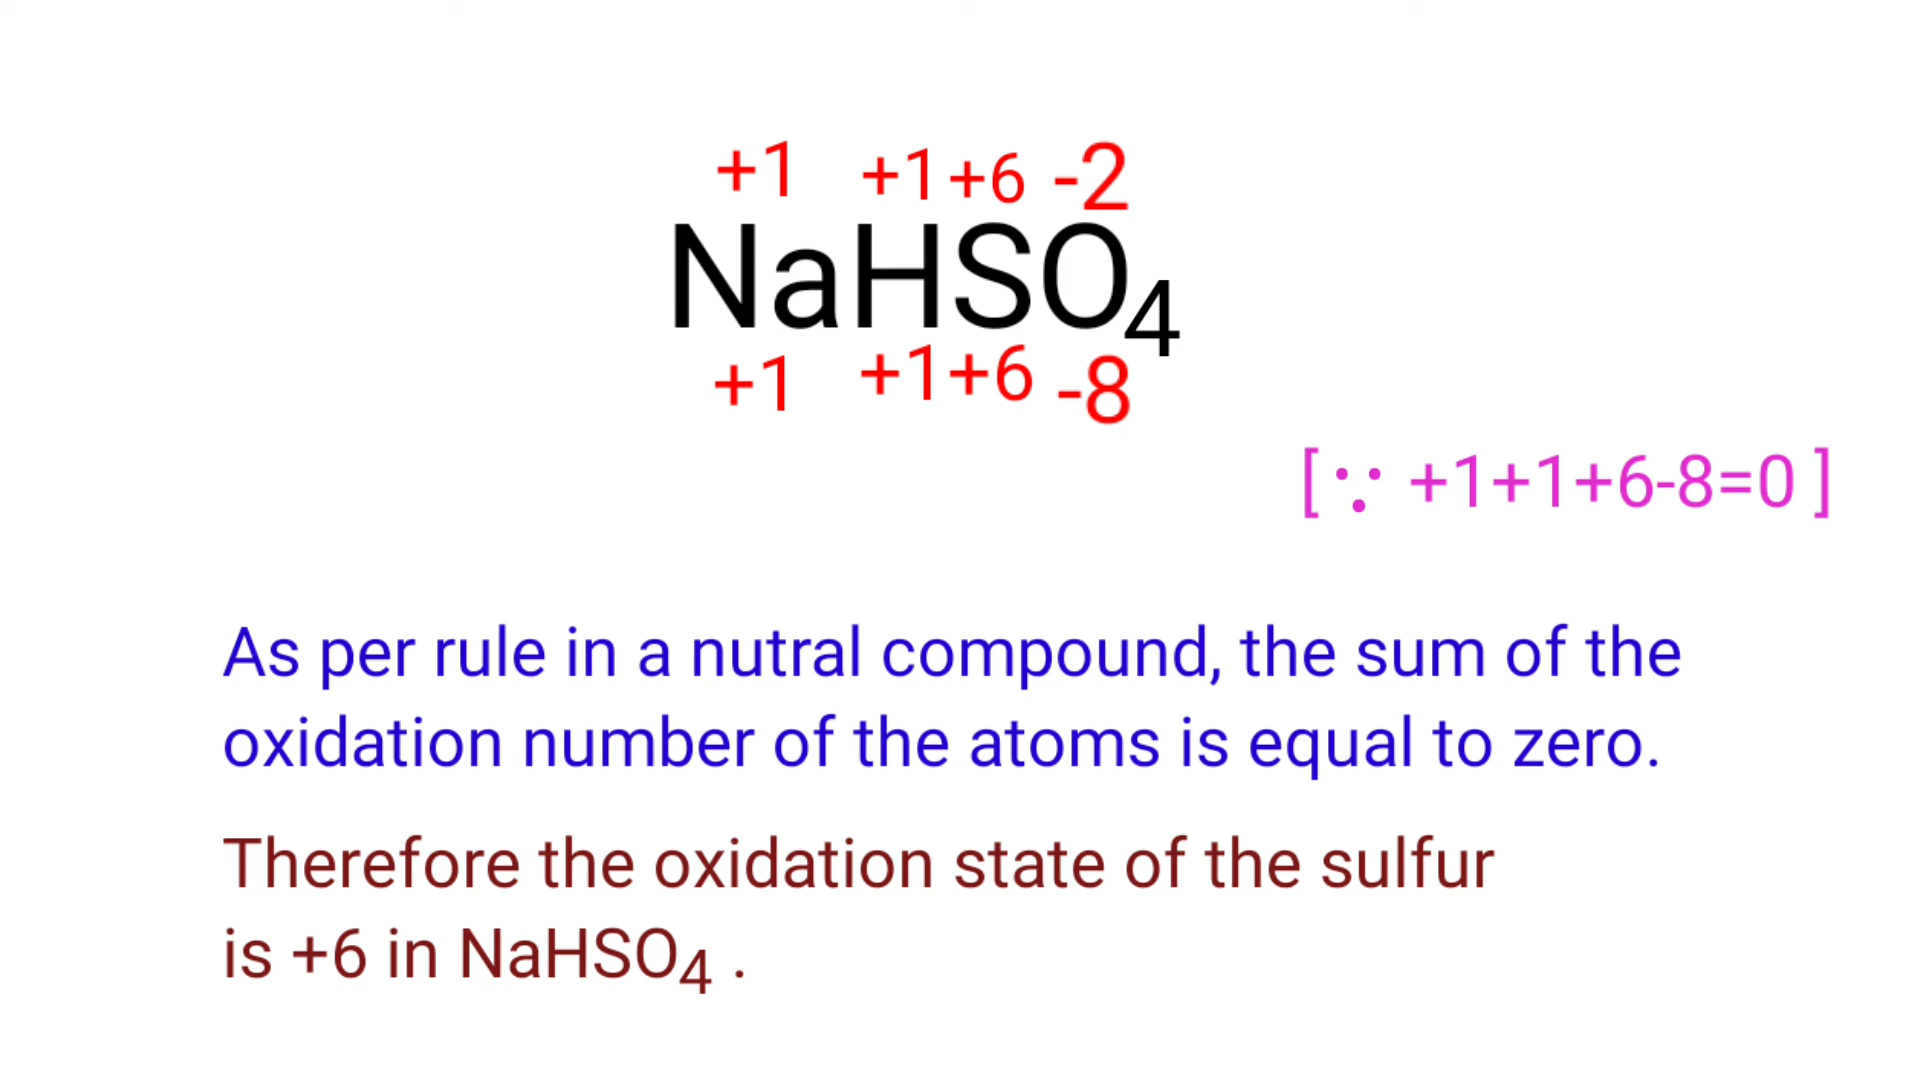 +1 +1 +6 -2
NaHSO₄
+1 +1 +6 -8
[ ∵ +1+1+6-8=0 ]
As per rule in a nutral compound, the sum of the
oxidation number of the atoms is equal to zero.
Therefore the oxidation state of the sulfur
is +6 in NaHSO₄ .